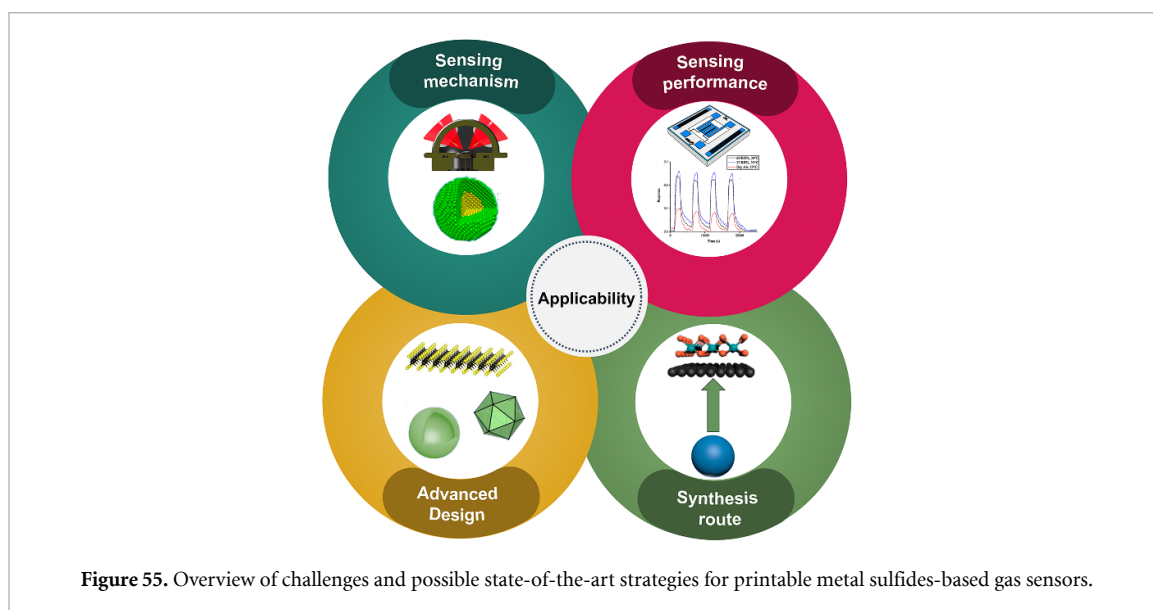 Sensing
mechanism
Sensing
performance
Applicability
Advanced
Design
Synthesis
route
Time (s)
Figure 55. Overview of challenges and possible state-of-the-art strategies for printable metal sulfides-based gas sensors.